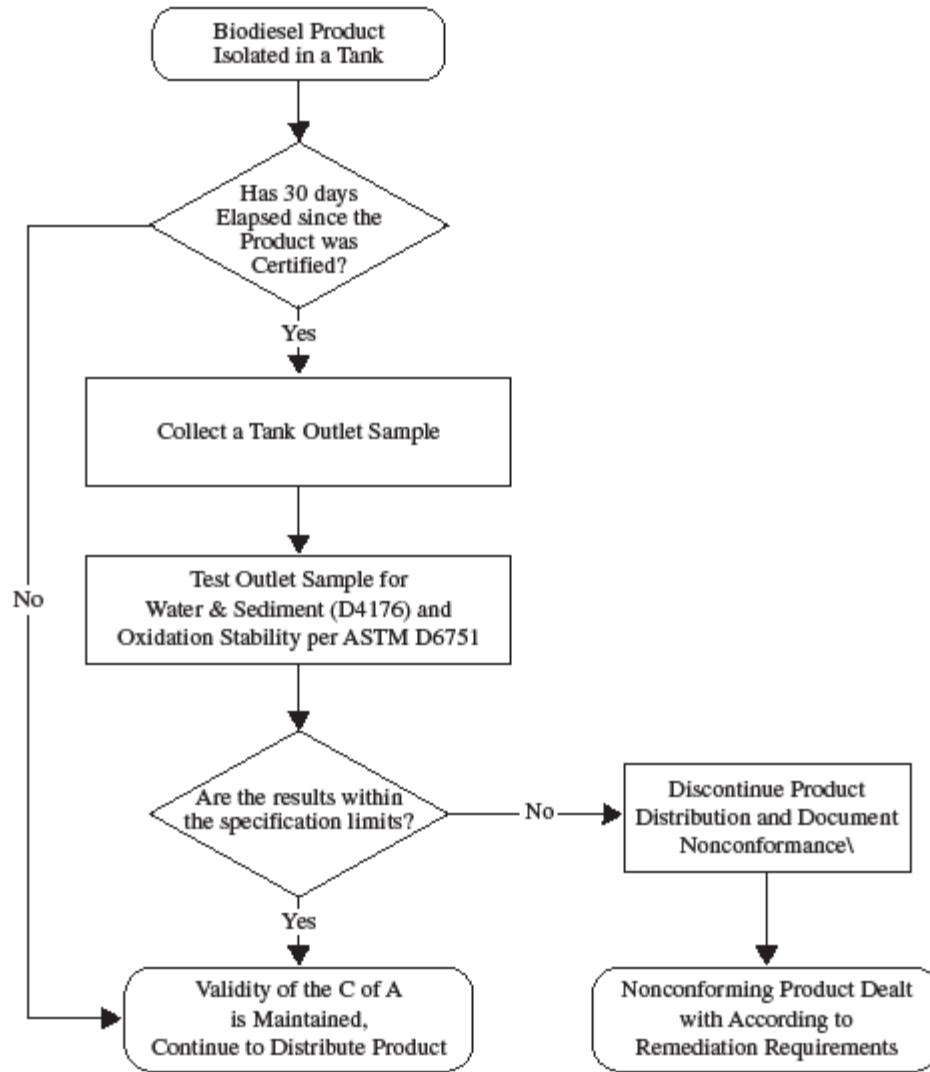 Biodiesel Product
Isolated in a Tank
Has 30 days
Elapsed since the
Product was
Certified?
Yes
Collect a Tank Outlet Sample
No
Test Outlet Sample for
Water & Sediment (D4176) and
Oxidation Stability per ASTM D6751
Are the results within
the specification limits?
No
Discontinue Product
Distribution and Document
Nonconformance\
Yes
Validity of the C of A
is Maintained,
Continue to Distribute Product
Nonconforming Product Dealt
with According to
Remediation Requirements